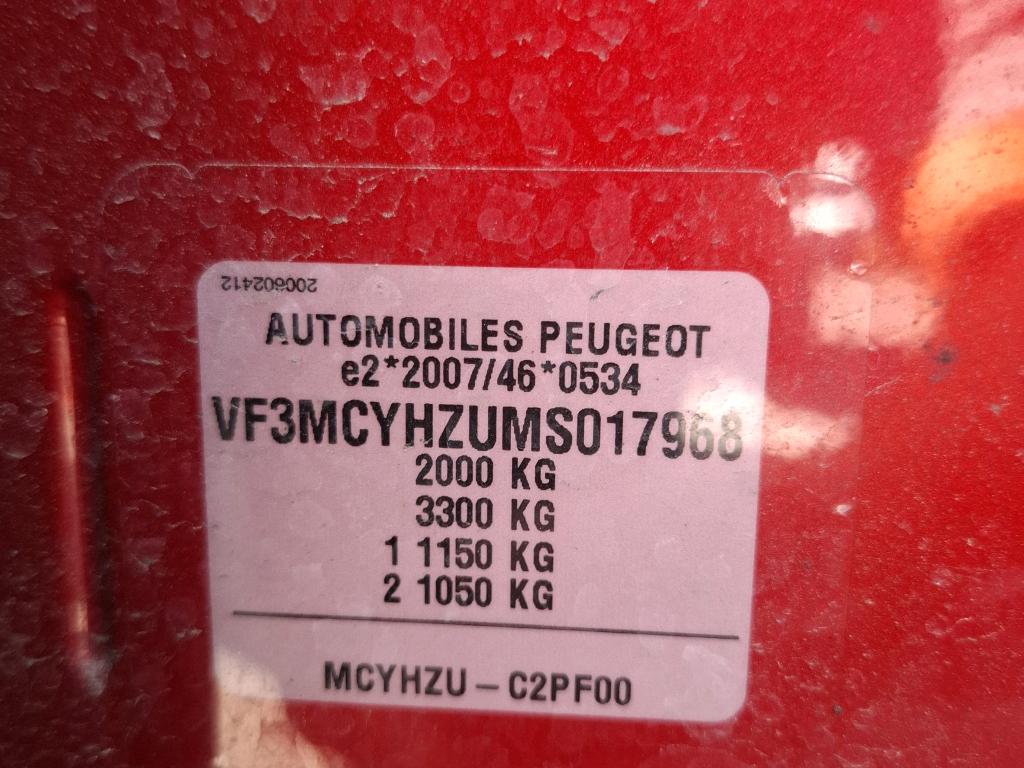 200602412
AUTOMOBILES PEUGEOT
e2*2007/46*0534
VF3MCYHZUMS017968
2000 KG
3300 KG
1 1150 KG
2 1050 KG
MCYHZU – C2PF00